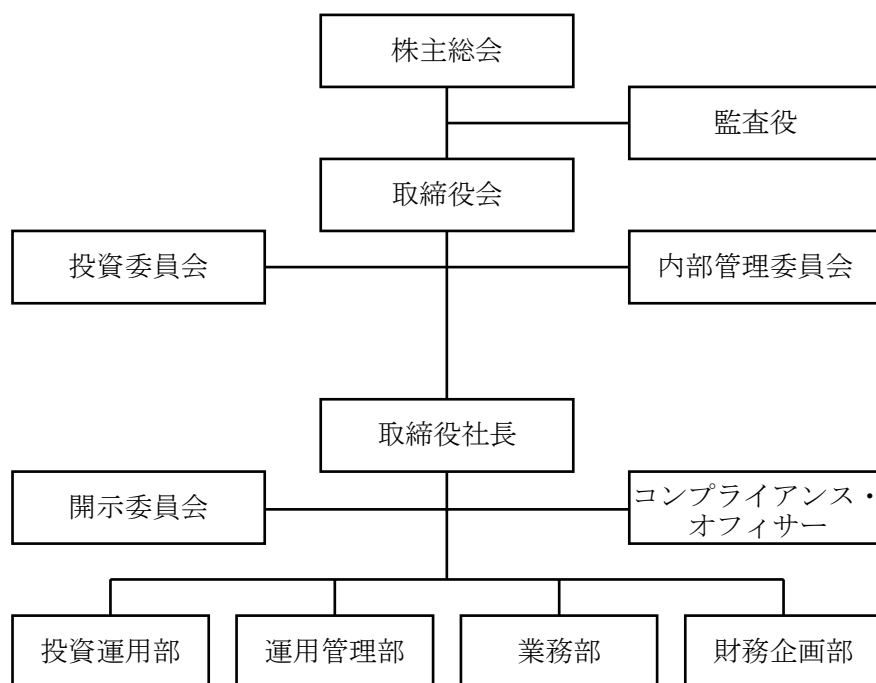 株主総会
監査役
取締役会
投資委員会
内部管理委員会
取締役社長
開示委員会
コンプライアンス・
オフィサー
投資運用部
運用管理部
業務部
財務企画部